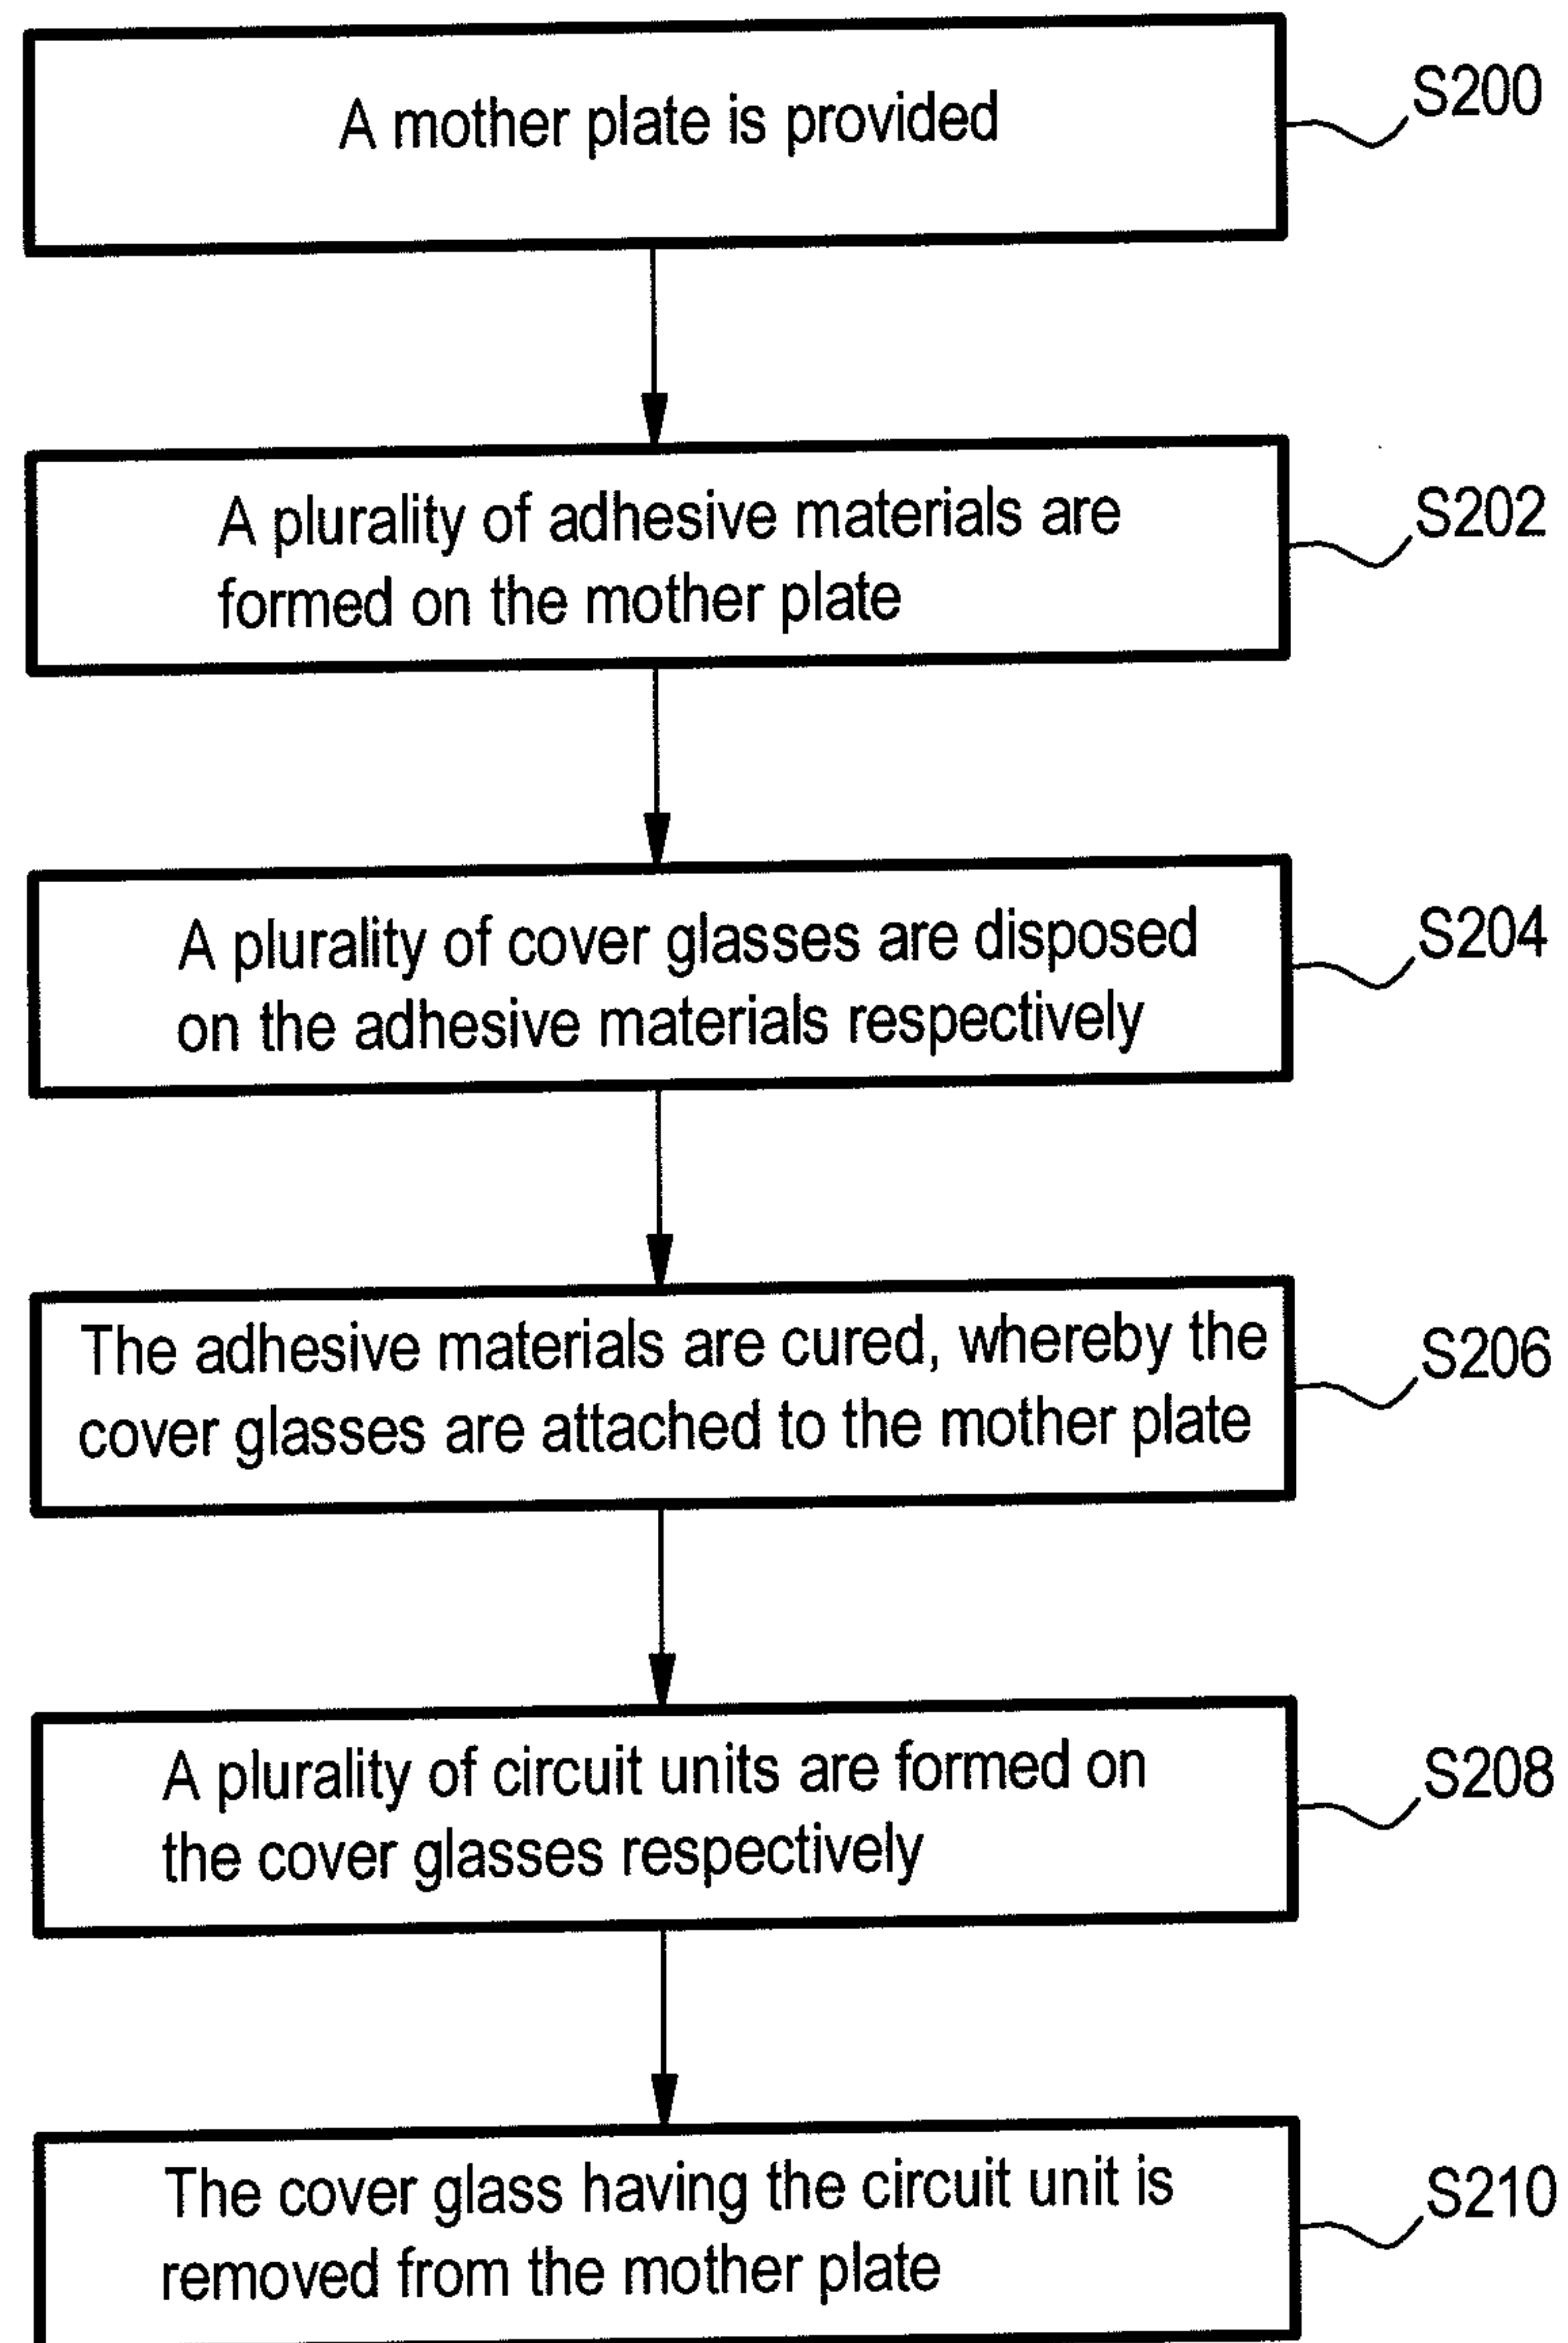 A mother plate is provided
S200
A plurality of adhesive materials are
formed on the mother plate
S202
A plurality of cover glasses are disposed
on the adhesive materials respectively
S204
The adhesive materials are cured, whereby the
cover glasses are attached to the mother plate
S206
A plurality of circuit units are formed on
the cover glasses respectively
S208
The cover glass having the circuit unit is
removed from the mother plate
S210